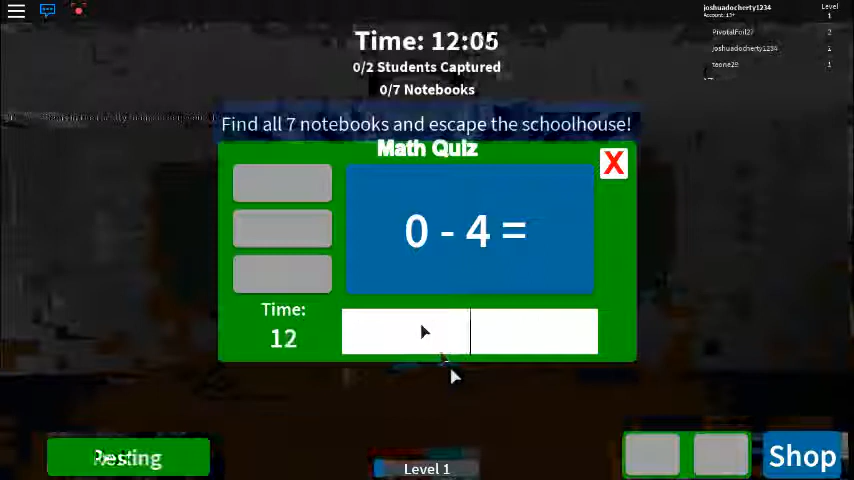 Time: 12:05
0/2 Students Captured
0/7 Notebooks
joshuadocherty1234
Account: 13+
Level
1
PivotalFoil27 2
joshuadocherty1234
taone29 1
Find all 7 notebooks and escape the schoolhouse!
Math Quiz
X
0 - 4 =
Time:
12
Level 1
Shop